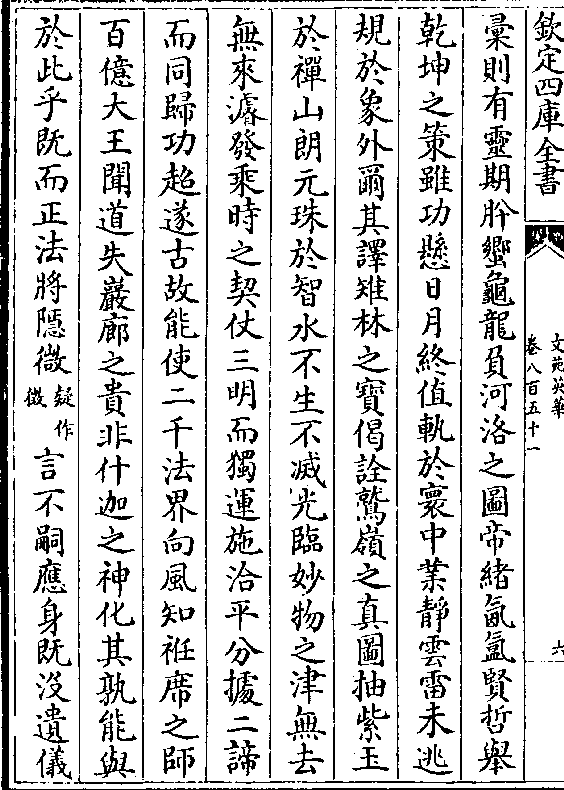 欽定四庫全書
文苑英華
卷八百五十一
六
彚則有靈期肸蠁龜龍負河洛之圖帝緒氤氲賢哲舉
乾坤之策雖功懸日月終值軌於寰中業靜雲雷未逃
規於象外爾其譯雉林之寶偈詮鷲嶺之真圖抽紫玉
於禪山朗元珠於智水不生不滅光臨妙物之津無去
無來濬發乘時之契仗三明而獨運施洽平分據二諦
而同歸功超遂古故能使二千法界向風知袵席之師
百億大王聞道失巖廊之貴非什迦之神化其孰能與
於此乎既而正法將隱微疑作徴言不嗣應身既沒遺儀